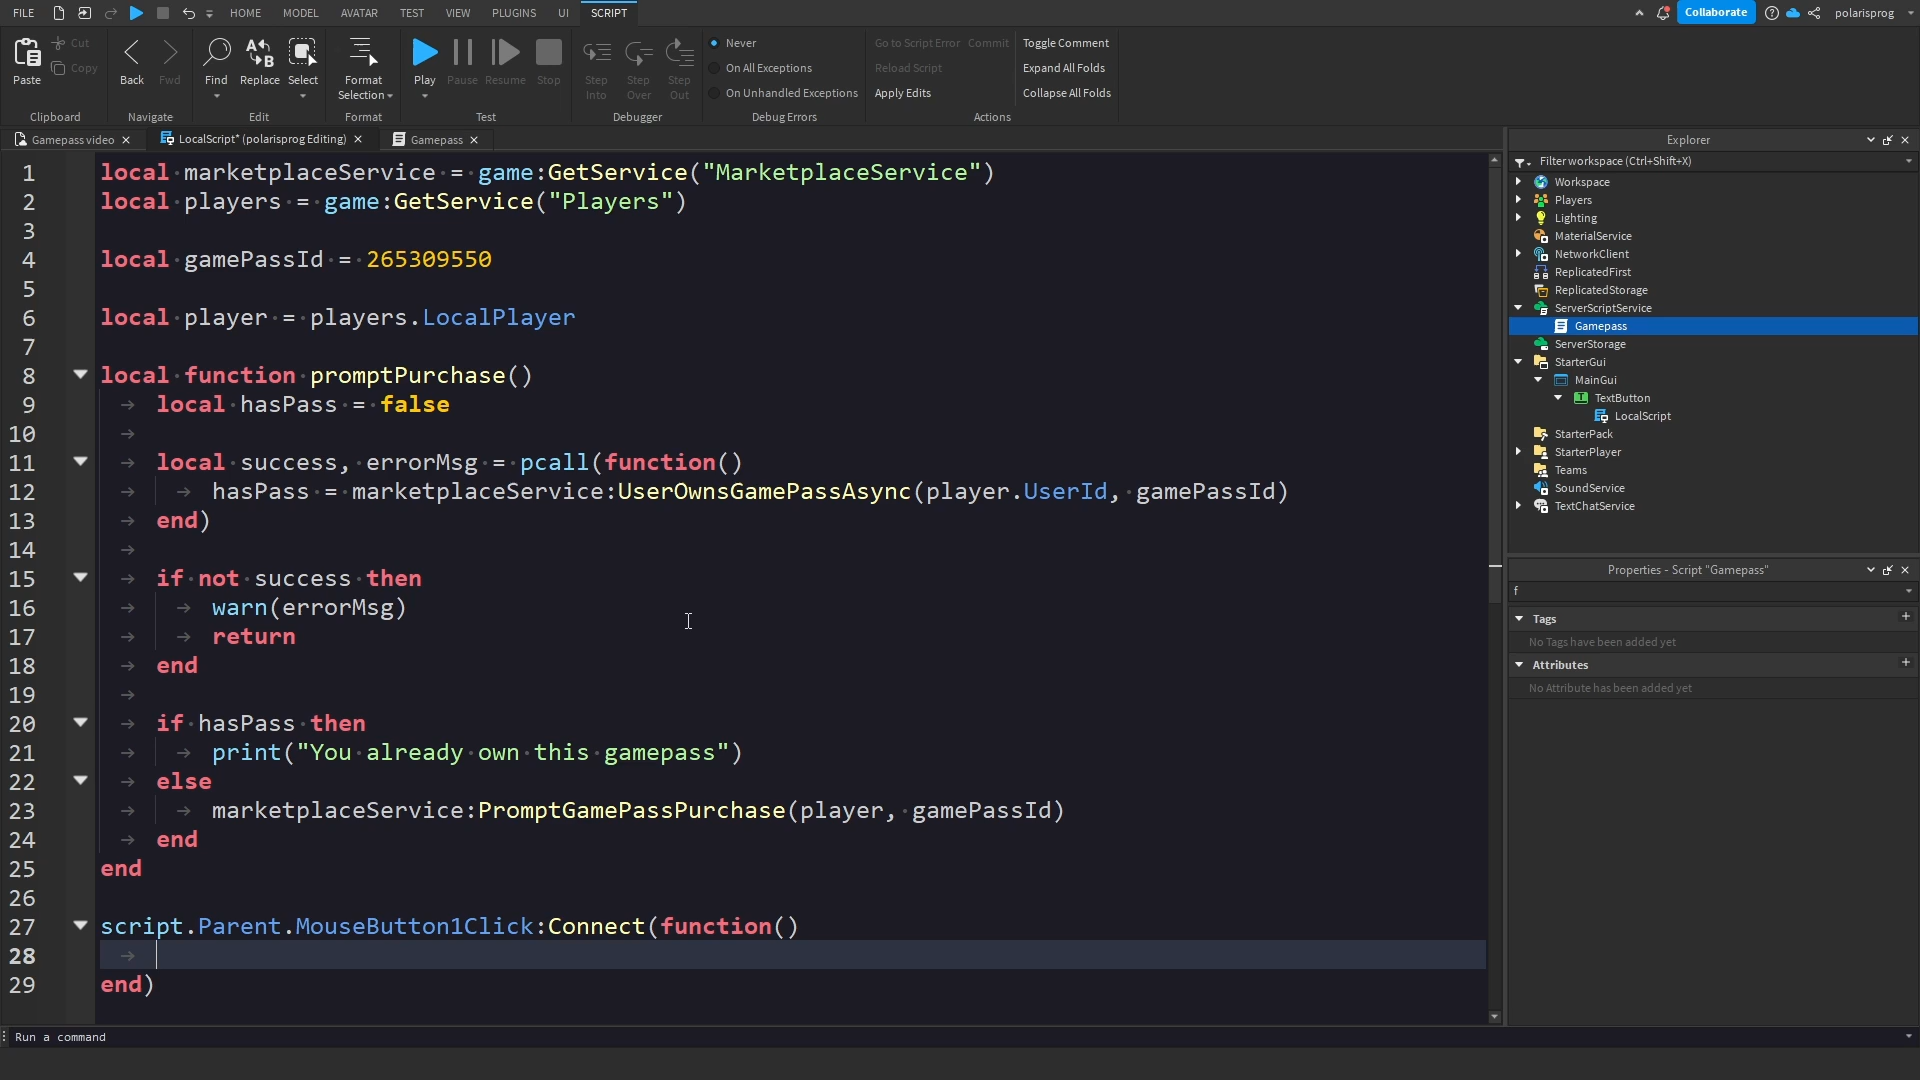 FILE HOME MODEL AVATAR TEST VIEW PLUGINS UI SCRIPT Collaborate polarisprog
Paste Cut Copy Back Fwd Find Replace Select Format Selection Play Pause Resume Stop Step Into Step Over Step Out
Never
On All Exceptions
On Unhandled Exceptions
Go to Script Error Commit
Reload Script
Apply Edits
Toggle Comment
Expand All Folds
Collapse All Folds
Clipboard Navigate Edit Format Test Debugger Debug Errors Actions
Gamepass video LocalScript* (polarisprog Editing) Gamepass
1 local marketplaceService = game:GetService("MarketplaceService")
2 local players = game:GetService("Players")
3
4 local gamePassId = 265309550
5
6 local player = players.LocalPlayer
7
8 local function promptPurchase()
9 local hasPass = false
10
11 local success, errorMsg = pcall(function()
12 hasPass = marketplaceService:UserOwnsGamePassAsync(player.UserId, gamePassId)
13 end)
14
15 if not success then
16 warn(errorMsg)
17 return
18 end
19
20 if hasPass then
21 print("You already own this gamepass")
22 else
23 marketplaceService:PromptGamePassPurchase(player, gamePassId)
24 end
25 end
26
27 script.Parent.MouseButton1Click:Connect(function()
28
29 end)
Run a command
Explorer
Filter workspace (Ctrl+Shift+X)
Workspace
Players
Lighting
MaterialService
NetworkClient
ReplicatedFirst
ReplicatedStorage
ServerScriptService
Gamepass
ServerStorage
StarterGui
MainGui
TextButton
LocalScript
StarterPack
StarterPlayer
Teams
SoundService
TextChatService
Properties - Script "Gamepass"
f
Tags
No Tags have been added yet
Attributes
No Attribute has been added yet